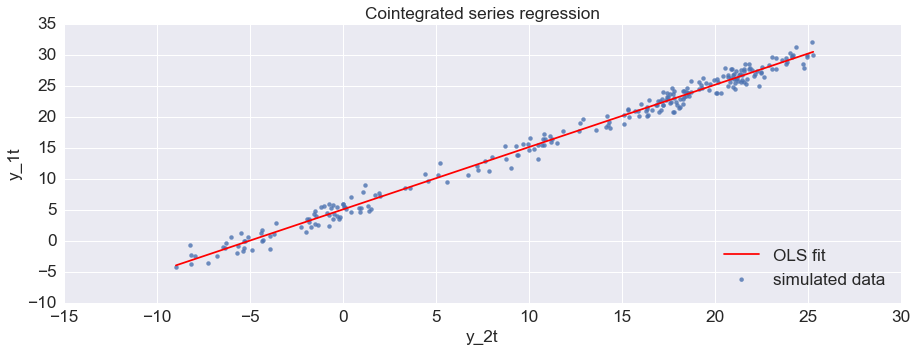 Cointegrated series regression
35
30
25
20
15
10
5
0
−5
−10
y_1t
OLS fit
simulated data
−15 −10 −5 0 5 10 15 20 25 30
y_2t